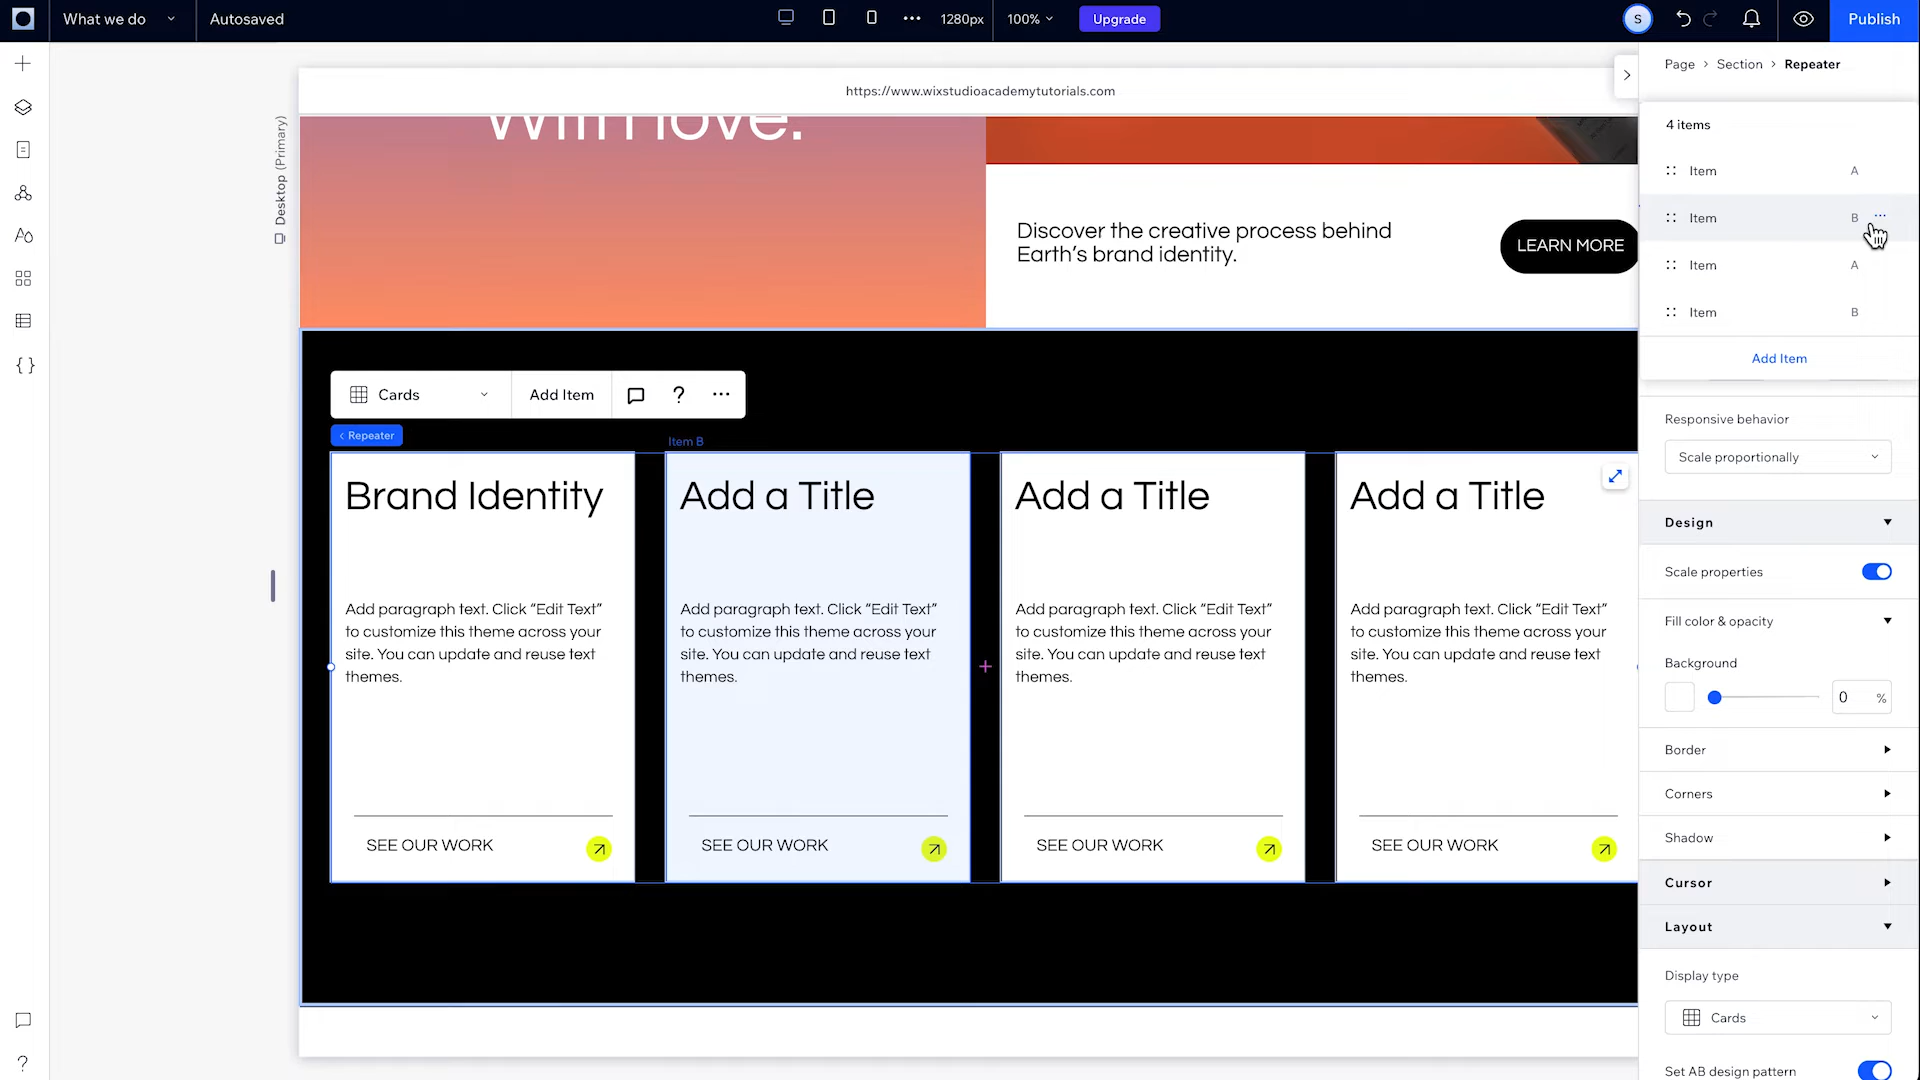 What we do
Autosaved
1280px
100%
Upgrade
S
Publish
Page > Section > Repeater
https://www.wixstudioacademytutorials.com
Desktop (Primary)
4 items
Item A
Item B
Item A
Item B
Add Item
Discover the creative process behind
Earth's brand identity.
LEARN MORE
Cards
Add Item
?
Repeater
Item B
Brand Identity
Add paragraph text. Click "Edit Text"
to customize this theme across your
site. You can update and reuse text
themes.
SEE OUR WORK
Add a Title
Add paragraph text. Click "Edit Text"
to customize this theme across your
site. You can update and reuse text
themes.
SEE OUR WORK
Add a Title
Add paragraph text. Click "Edit Text"
to customize this theme across your
site. You can update and reuse text
themes.
SEE OUR WORK
Add a Title
Add paragraph text. Click "Edit Text"
to customize this theme across your
site. You can update and reuse text
themes.
SEE OUR WORK
Responsive behavior
Scale proportionally
Design
Scale properties
Fill color & opacity
Background
0 %
Border
Corners
Shadow
Cursor
Layout
Display type
Cards
Set AB design pattern
?